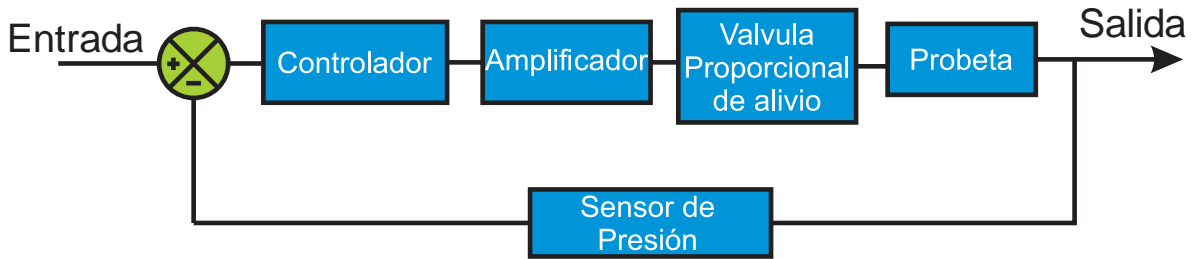 Entrada
+
−
Controlador
Amplificador
Valvula
Proporcional
de alivio
Probeta
Salida
Sensor de
Presión